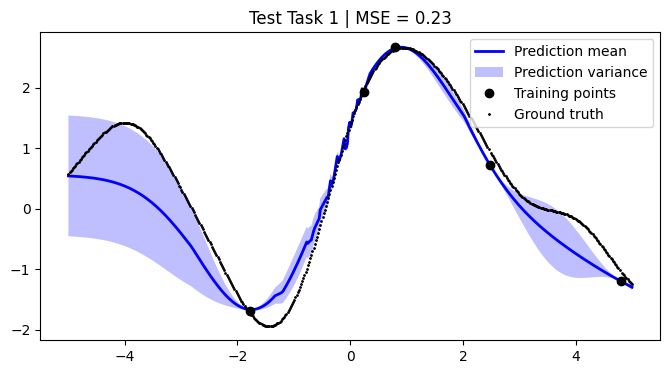 Test Task 1 | MSE = 0.23
Prediction mean
Prediction variance
Training points
Ground truth
2
1
0
−1
−2
−4
−2
0
2
4